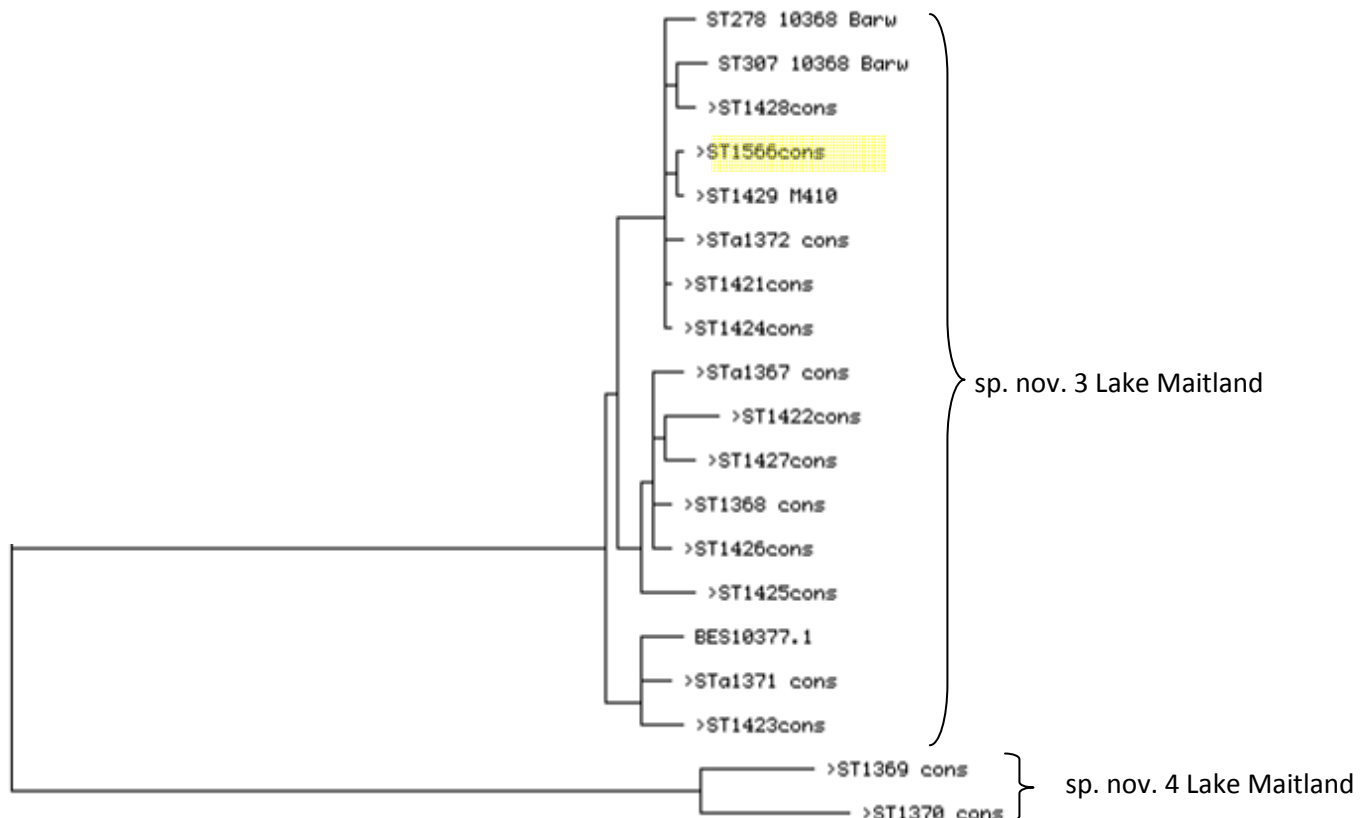 ST278 10368 Barw
ST307 10368 Barw
>ST1428cons
>ST1566cons
>ST1429 M410
>STa1372 cons
>ST1421cons
>ST1424cons
>STa1367 cons
sp. nov. 3 Lake Maitland
>ST1422cons
>ST1427cons
>ST1368 cons
>ST1426cons
>ST1425cons
BES10377.1
>STa1371 cons
>ST1423cons
>ST1369 cons
sp. nov. 4 Lake Maitland
>ST1370 cons